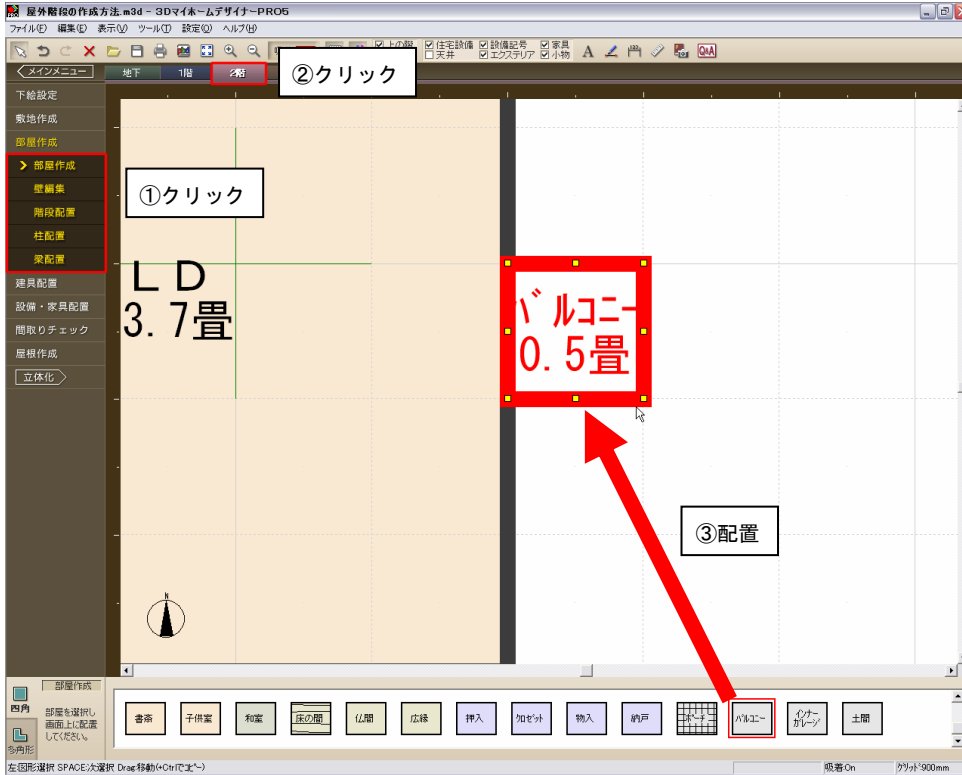 屋外階段の作成方法.m3d - 3DマイホームデザイナーPRO5
ファイル(F) 編集(E) 表示(V) ツール(T) 設定(O) ヘルプ(H)
上の階 住宅設備 設備記号 家具
天井 エクステリア 小物 A Q&A
メインメニュー 地下 1階 2階
②クリック
下絵設定
敷地作成
部屋作成
部屋作成
壁編集
階段配置
柱配置
梁配置
建具配置
設備・家具配置
間取りチェック
屋根作成
立体化
①クリック
LD
3.7畳
バルコニー
0.5畳
③配置
N
部屋作成
四角
多角形
部屋を選択し
画面上に配置
してください。
書斎 子供室 和室 床の間 仏間 広縁 押入 クロゼット 物入 納戸 ポーチ バルコニー インナーガレージ 土間
左:図形選択 SPACE:次選択 Drag:移動(+Ctrlでコピー) 吸着:On グリッド:900mm